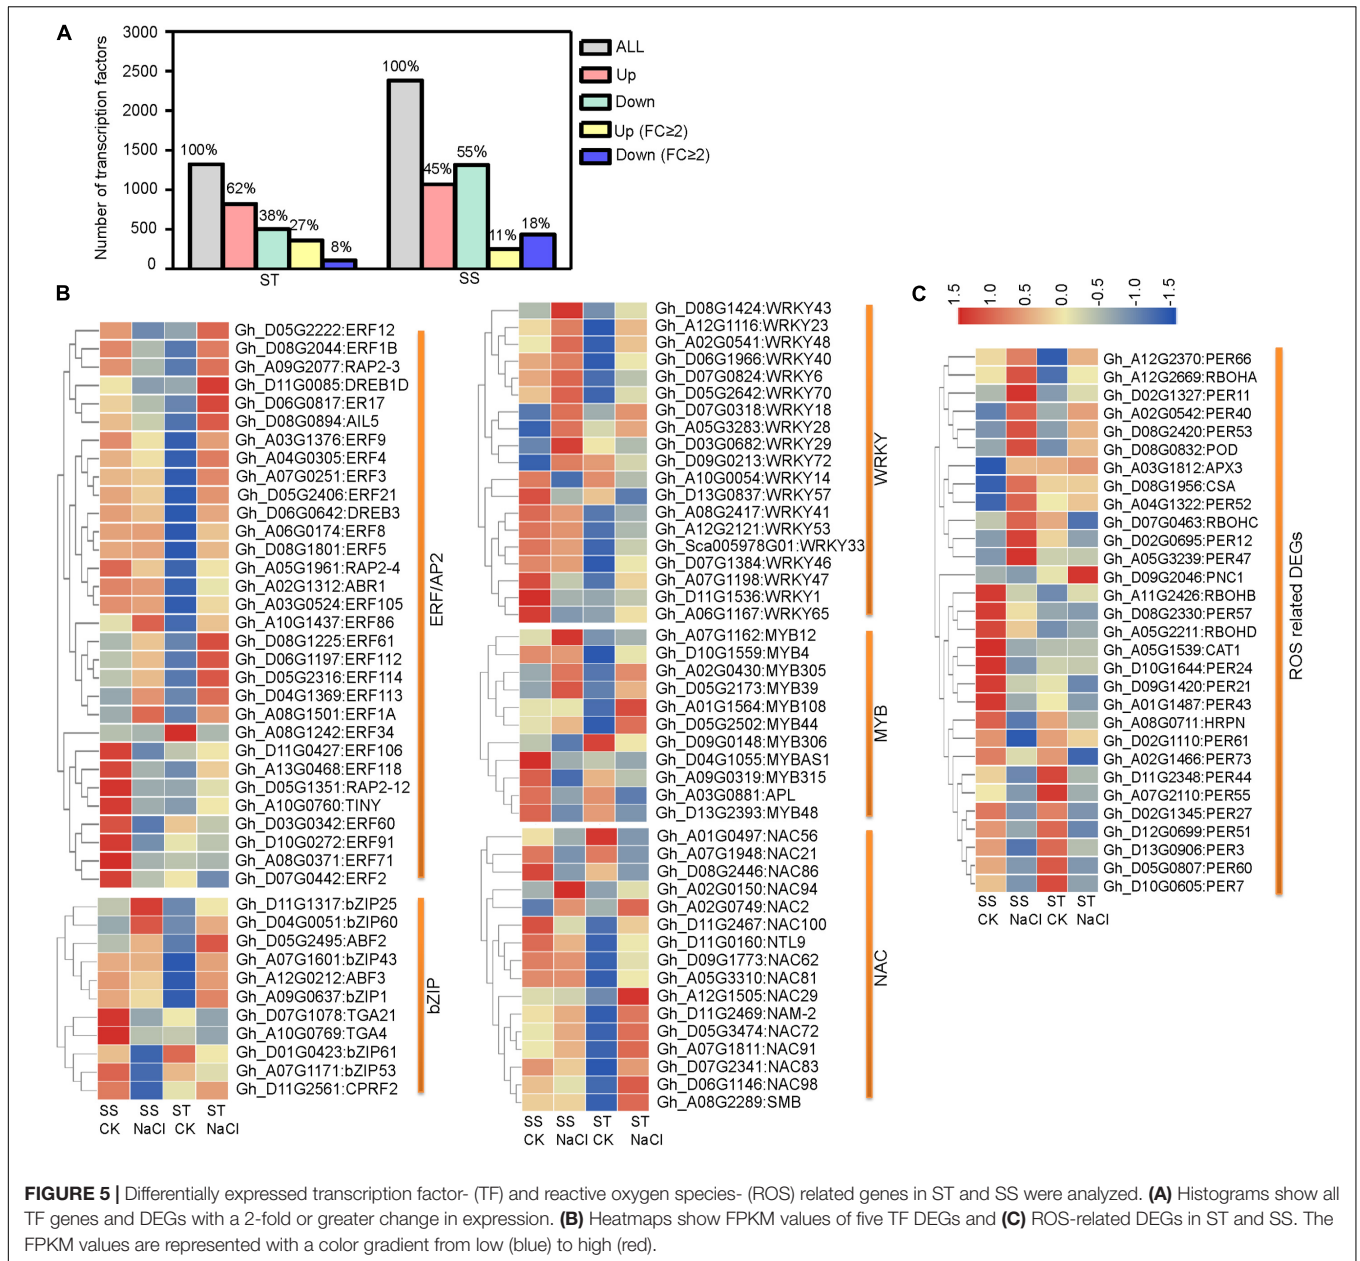 A
Number of transcription factors
3000
2500
2000
1500
1000
500
0
100%
62%
38%
27%
8%
100%
45%
55%
11%
18%
ST
SS
ALL
Up
Down
Up (FC≥2)
Down (FC≥2)
B
Gh_D05G2222:ERF12
Gh_D08G2044:ERF1B
Gh_A09G2077:RAP2-3
Gh_D11G0085:DREB1D
Gh_D06G0817:ER17
Gh_D08G0894:AIL5
Gh_A03G1376:ERF9
Gh_A04G0305:ERF4
Gh_A07G0251:ERF3
Gh_D05G2406:ERF21
Gh_D06G0642:DREB3
Gh_A06G0174:ERF8
Gh_D08G1801:ERF5
Gh_A05G1961:RAP2-4
Gh_A02G1312:ABR1
Gh_A03G0524:ERF105
Gh_A10G1437:ERF86
Gh_D08G1225:ERF61
Gh_D06G1197:ERF112
Gh_D05G2316:ERF114
Gh_D04G1369:ERF113
Gh_A08G1501:ERF1A
Gh_A08G1242:ERF34
Gh_D11G0427:ERF106
Gh_A13G0468:ERF118
Gh_D05G1351:RAP2-12
Gh_A10G0760:TINY
Gh_D03G0342:ERF60
Gh_D10G0272:ERF91
Gh_A08G0371:ERF71
Gh_D07G0442:ERF2
ERF/AP2
Gh_D11G1317:bZIP25
Gh_D04G0051:bZIP60
Gh_D05G2495:ABF2
Gh_A07G1601:bZIP43
Gh_A12G0212:ABF3
Gh_A09G0637:bZIP1
Gh_D07G1078:TGA21
Gh_A10G0769:TGA4
Gh_D01G0423:bZIP61
Gh_A07G1171:bZIP53
Gh_D11G2561:CPRF2
bZIP
SS SS ST ST
CK NaCl CK NaCl
Gh_D08G1424:WRKY43
Gh_A12G1116:WRKY23
Gh_A02G0541:WRKY48
Gh_D06G1966:WRKY40
Gh_D07G0824:WRKY6
Gh_D05G2642:WRKY70
Gh_D07G0318:WRKY18
Gh_A05G3283:WRKY28
Gh_D03G0682:WRKY29
Gh_D09G0213:WRKY72
Gh_A10G0054:WRKY14
Gh_D13G0837:WRKY57
Gh_A08G2417:WRKY41
Gh_A12G2121:WRKY53
Gh_Sca005978G01:WRKY33
Gh_D07G1384:WRKY46
Gh_A07G1198:WRKY47
Gh_D11G1536:WRKY1
Gh_A06G1167:WRKY65
WRKY
Gh_A07G1162:MYB12
Gh_D10G1559:MYB4
Gh_A02G0430:MYB305
Gh_D05G2173:MYB39
Gh_A01G1564:MYB108
Gh_D05G2502:MYB44
Gh_D09G0148:MYB306
Gh_D04G1055:MYBAS1
Gh_A09G0319:MYB315
Gh_A03G0881:APL
Gh_D13G2393:MYB48
MYB
Gh_A01G0497:NAC56
Gh_A07G1948:NAC21
Gh_D08G2446:NAC86
Gh_A02G0150:NAC94
Gh_A02G0749:NAC2
Gh_D11G2467:NAC100
Gh_D11G0160:NTL9
Gh_D09G1773:NAC62
Gh_A05G3310:NAC81
Gh_A12G1505:NAC29
Gh_D11G2469:NAM-2
Gh_D05G3474:NAC72
Gh_A07G1811:NAC91
Gh_D07G2341:NAC83
Gh_D06G1146:NAC98
Gh_A08G2289:SMB
NAC
SS SS ST ST
CK NaCl CK NaCl
C
1.5 1.0 0.5 0.0 -0.5 -1.0 -1.5
Gh_A12G2370:PER66
Gh_A12G2669:RBOHA
Gh_D02G1327:PER11
Gh_A02G0542:PER40
Gh_D08G2420:PER53
Gh_D08G0832:POD
Gh_A03G1812:APX3
Gh_D08G1956:CSA
Gh_A04G1322:PER52
Gh_D07G0463:RBOHC
Gh_D02G0695:PER12
Gh_A05G3239:PER47
Gh_D09G2046:PNC1
Gh_A11G2426:RBOHB
Gh_D08G2330:PER57
Gh_A05G2211:RBOHD
Gh_A05G1539:CAT1
Gh_D10G1644:PER24
Gh_D09G1420:PER21
Gh_A01G1487:PER43
Gh_A08G0711:HRPN
Gh_D02G1110:PER61
Gh_A02G1466:PER73
Gh_D11G2348:PER44
Gh_A07G2110:PER55
Gh_D02G1345:PER27
Gh_D12G0699:PER51
Gh_D13G0906:PER3
Gh_D05G0807:PER60
Gh_D10G0605:PER7
ROS related DEGs
SS SS ST ST
CK NaCl CK NaCl
FIGURE 5 | Differentially expressed transcription factor- (TF) and reactive oxygen species- (ROS) related genes in ST and SS were analyzed. (A) Histograms show all
TF genes and DEGs with a 2-fold or greater change in expression. (B) Heatmaps show FPKM values of five TF DEGs and (C) ROS-related DEGs in ST and SS. The
FPKM values are represented with a color gradient from low (blue) to high (red).